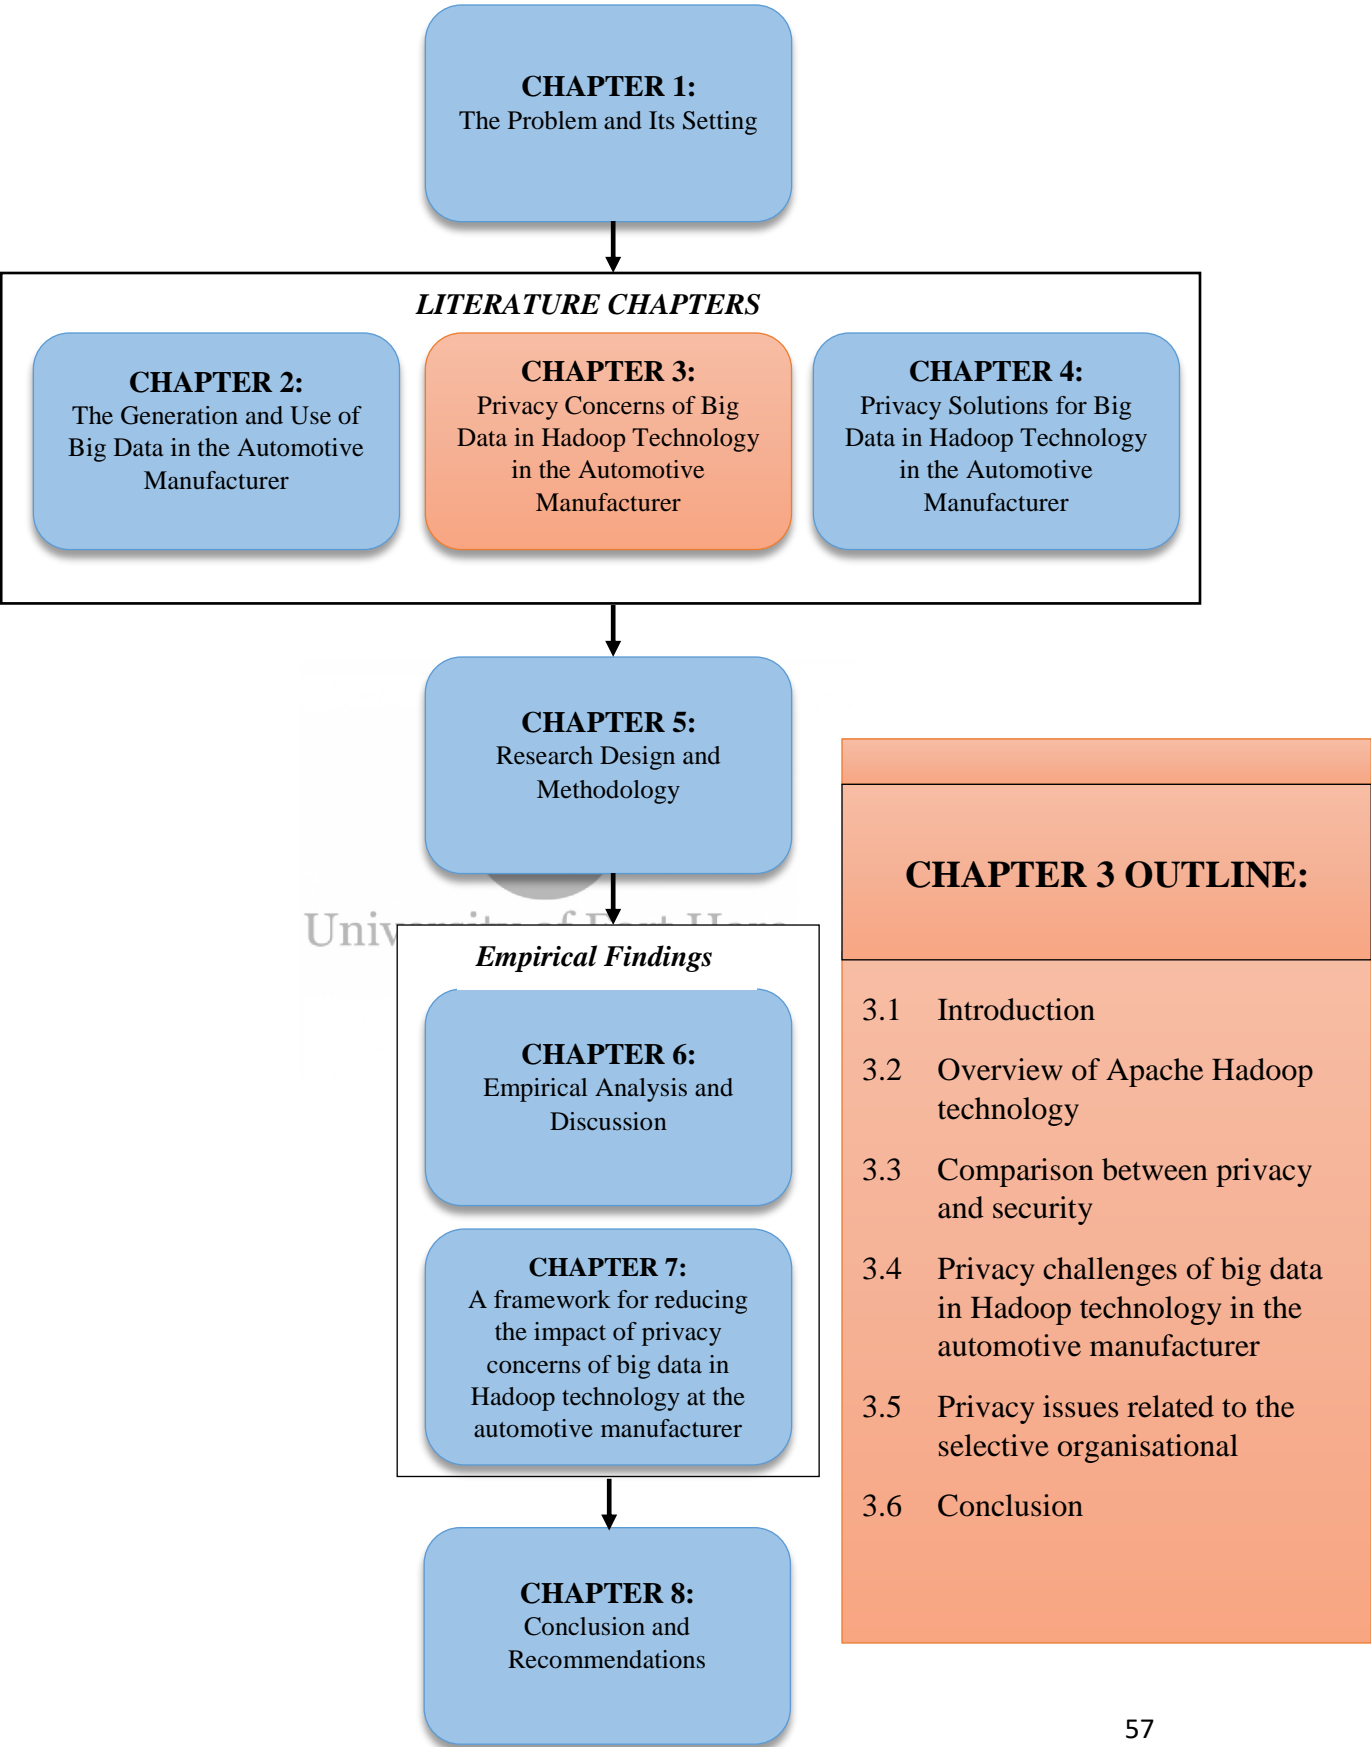 CHAPTER 1:
The Problem and Its Setting
LITERATURE CHAPTERS
CHAPTER 2:
The Generation and Use of
Big Data in the Automotive
Manufacturer
CHAPTER 3:
Privacy Concerns of Big
Data in Hadoop Technology
in the Automotive
Manufacturer
CHAPTER 4:
Privacy Solutions for Big
Data in Hadoop Technology
in the Automotive
Manufacturer
CHAPTER 5:
Research Design and
Methodology
University of Fort Hare
Empirical Findings
CHAPTER 6:
Empirical Analysis and
Discussion
CHAPTER 7:
A framework for reducing
the impact of privacy
concerns of big data in
Hadoop technology at the
automotive manufacturer
CHAPTER 8:
Conclusion and
Recommendations
CHAPTER 3 OUTLINE:
3.1 Introduction
3.2 Overview of Apache Hadoop
technology
3.3 Comparison between privacy
and security
3.4 Privacy challenges of big data
in Hadoop technology in the
automotive manufacturer
3.5 Privacy issues related to the
selective organisational
3.6 Conclusion
57